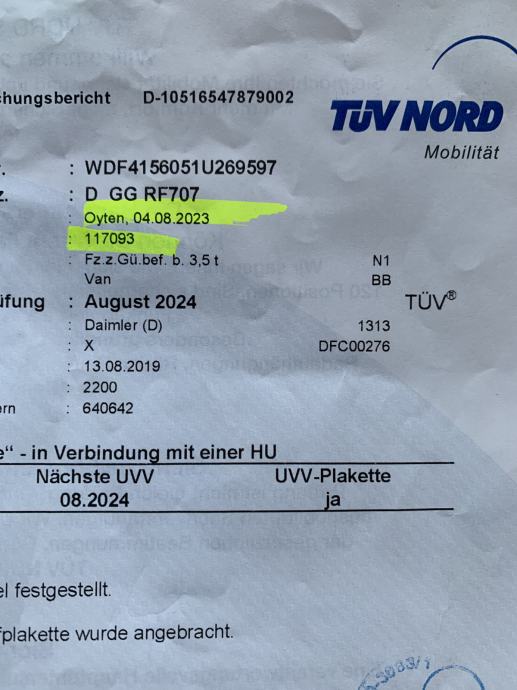 chungsbericht D-10516547879002
TÜV NORD
Mobilität
r. : WDF4156051U269597
z. : D GG RF707
: Oyten, 04.08.2023
: 117093
: Fz.z.Gü.bef. b. 3,5 t N1
Van BB
üfung : August 2024 TÜV®
: Daimler (D) 1313
: X DFC00276
: 13.08.2019
: 2200
ern : 640642
e“ - in Verbindung mit einer HU
Nächste UVV UVV-Plakette
08.2024 ja
el festgestellt.
fplakette wurde angebracht.